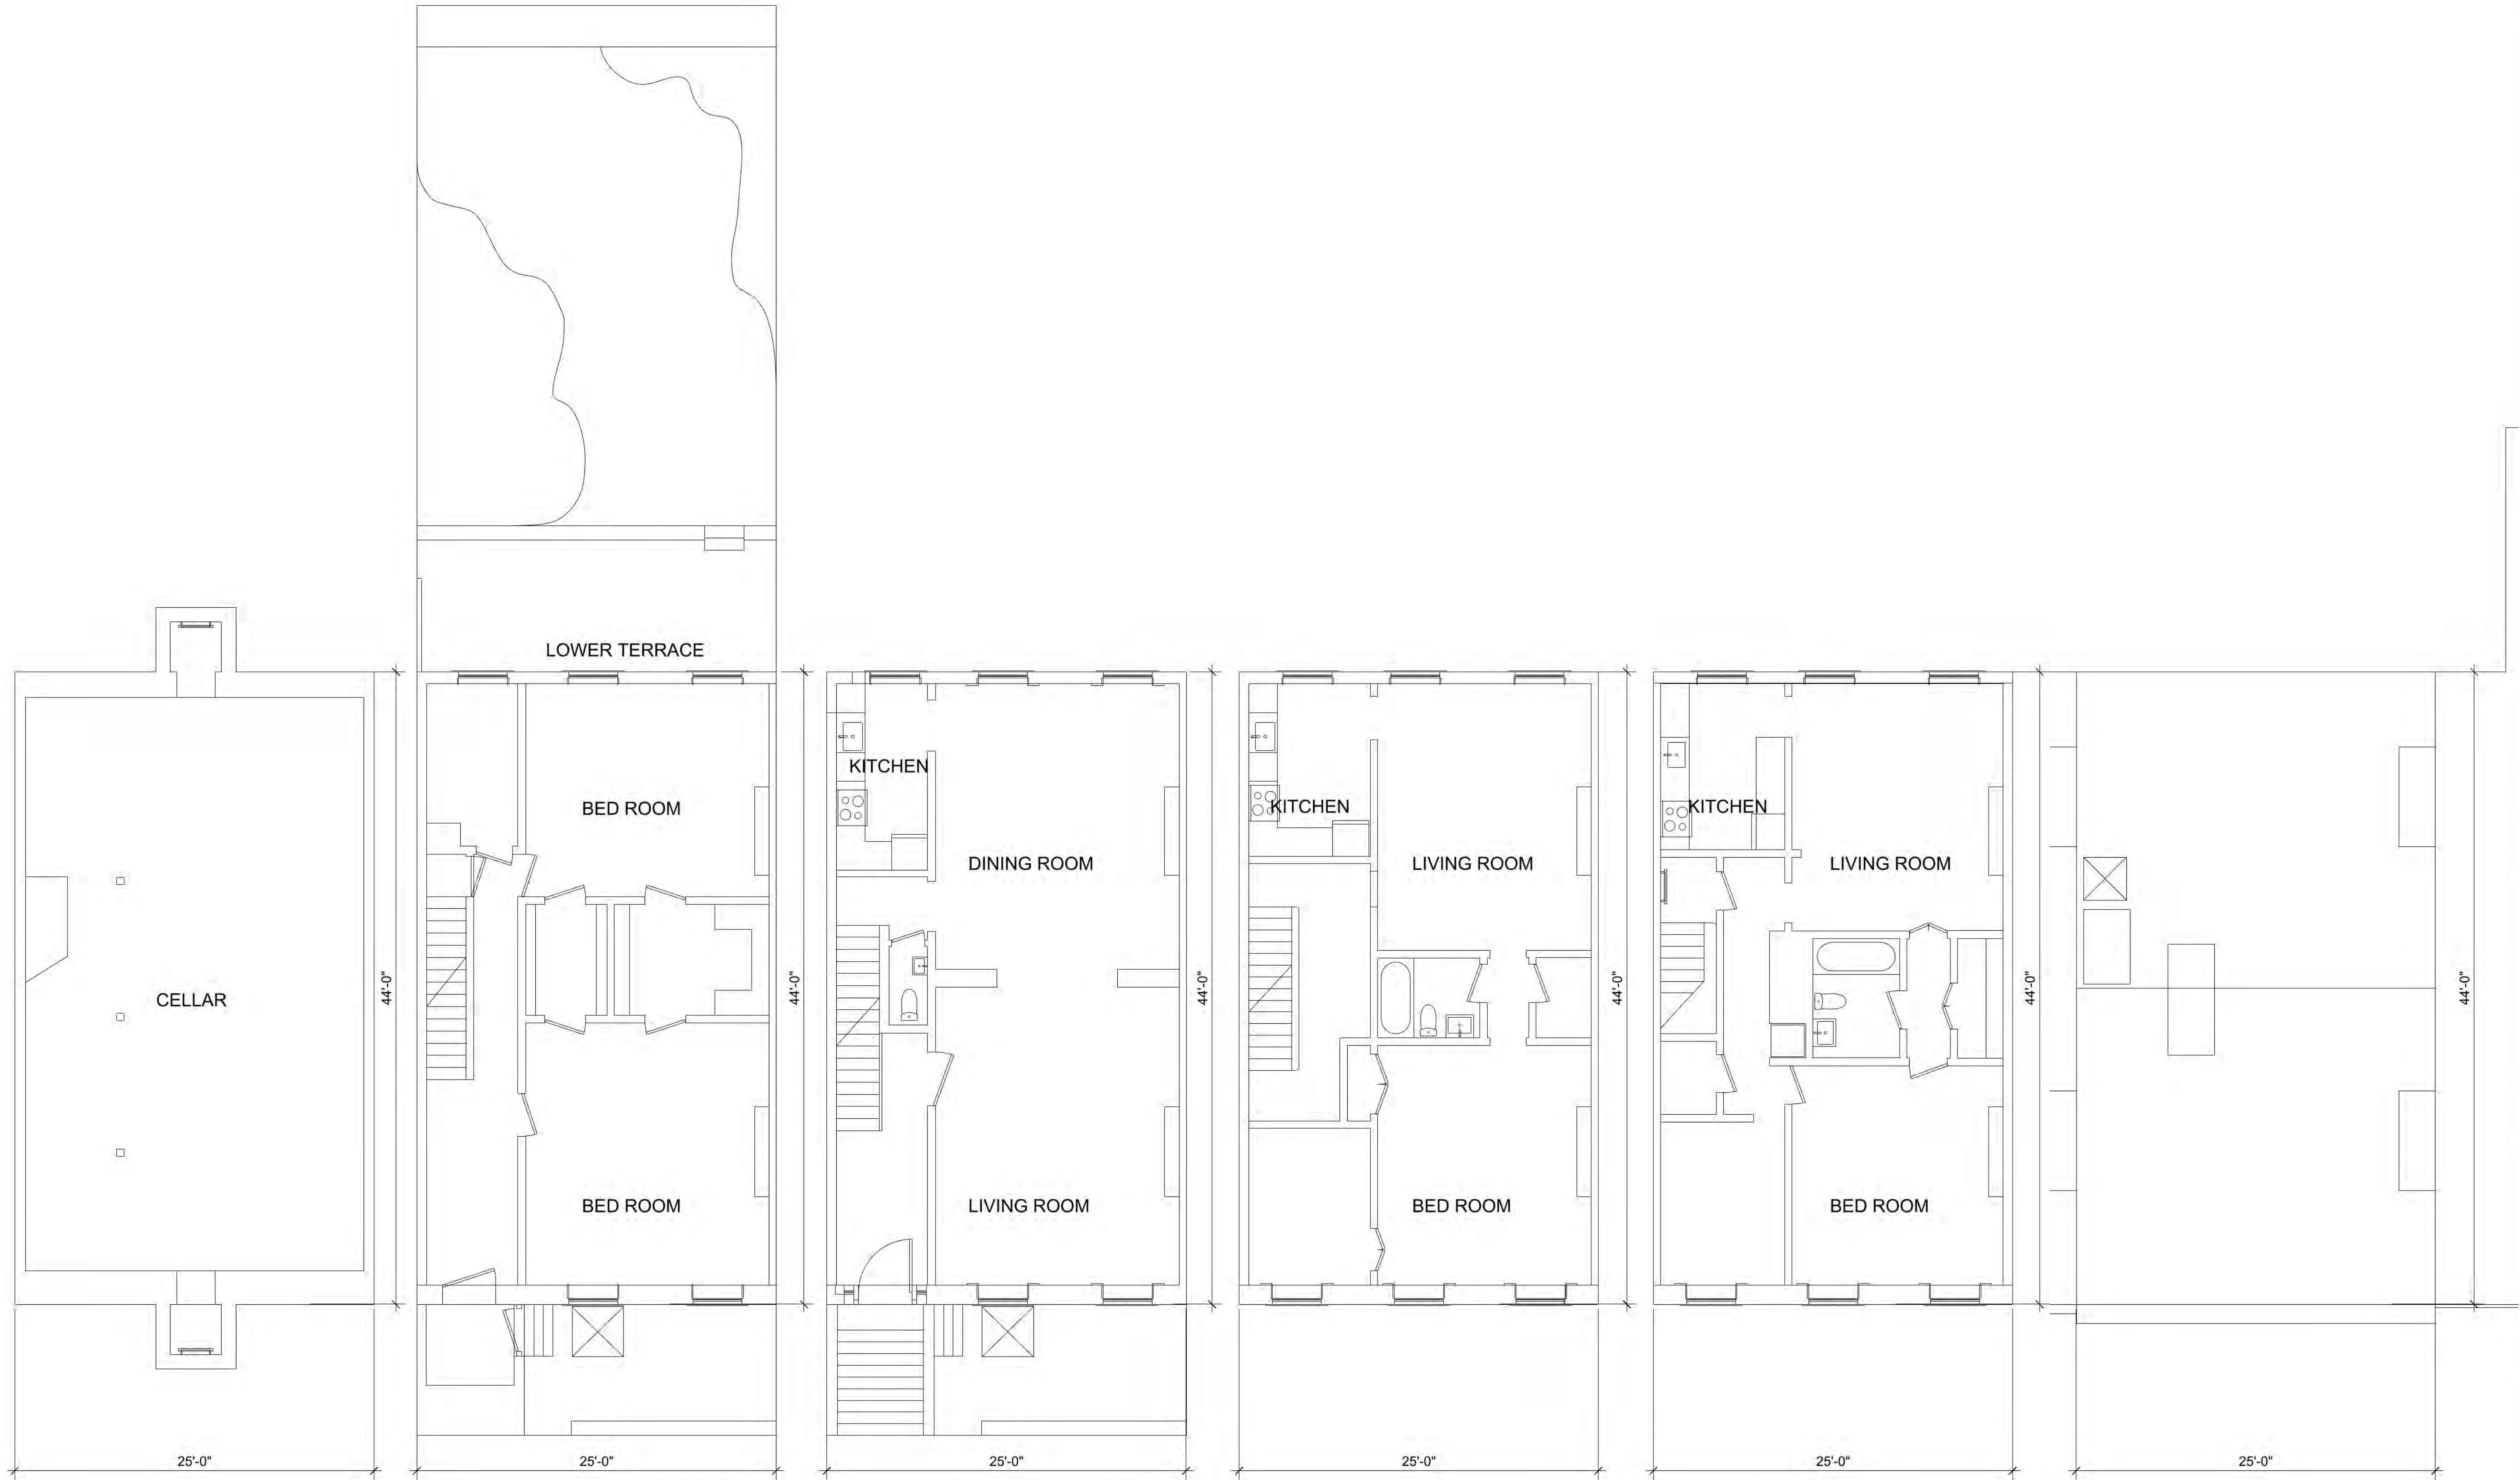 LOWER TERRACE
CELLAR
44'-0"
25'-0"
BED ROOM
BED ROOM
44'-0"
25'-0"
KITCHEN
DINING ROOM
LIVING ROOM
44'-0"
25'-0"
KITCHEN
LIVING ROOM
BED ROOM
44'-0"
25'-0"
KITCHEN
LIVING ROOM
BED ROOM
44'-0"
25'-0"
44'-0"
25'-0"